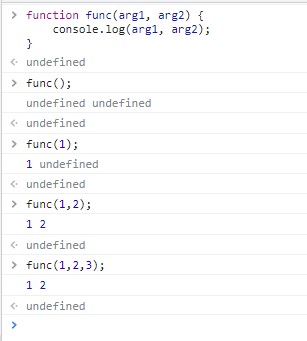 > function func(arg1, arg2) {
      console.log(arg1, arg2);
  }
<· undefined
> func();
  undefined undefined
<· undefined
> func(1);
  1 undefined
<· undefined
> func(1,2);
  1 2
<· undefined
> func(1,2,3);
  1 2
<· undefined
>